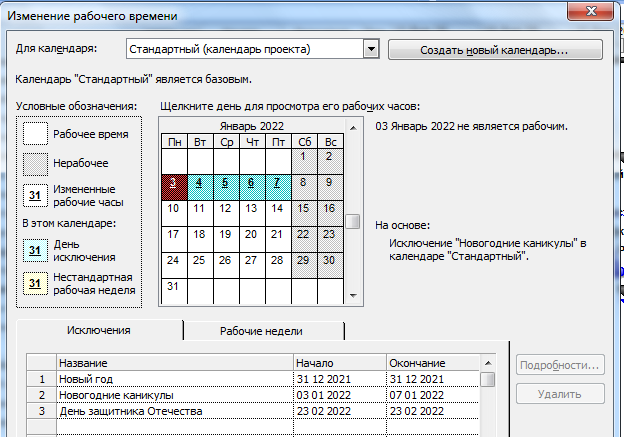 Изменение рабочего времени
Для календаря: Стандартный (календарь проекта) Создать новый календарь...
Календарь "Стандартный" является базовым.
Условные обозначения: Щелкните день для просмотра его рабочих часов:
Рабочее время
Нерабочее
31 Измененные
рабочие часы
В этом календаре:
31 День
исключения
31 Нестандартная
рабочая неделя
Январь 2022
Пн Вт Ср Чт Пт Сб Вс
1 2
3 4 5 6 7 8 9
10 11 12 13 14 15 16
17 18 19 20 21 22 23
24 25 26 27 28 29 30
31
03 Январь 2022 не является рабочим.
На основе:
Исключение "Новогодние каникулы" в
календаре "Стандартный".
Исключения Рабочие недели
Название Начало Окончание
1 Новый год 31 12 2021 31 12 2021
2 Новогодние каникулы 03 01 2022 07 01 2022
3 День защитника Отечества 23 02 2022 23 02 2022
Подробности...
Удалить